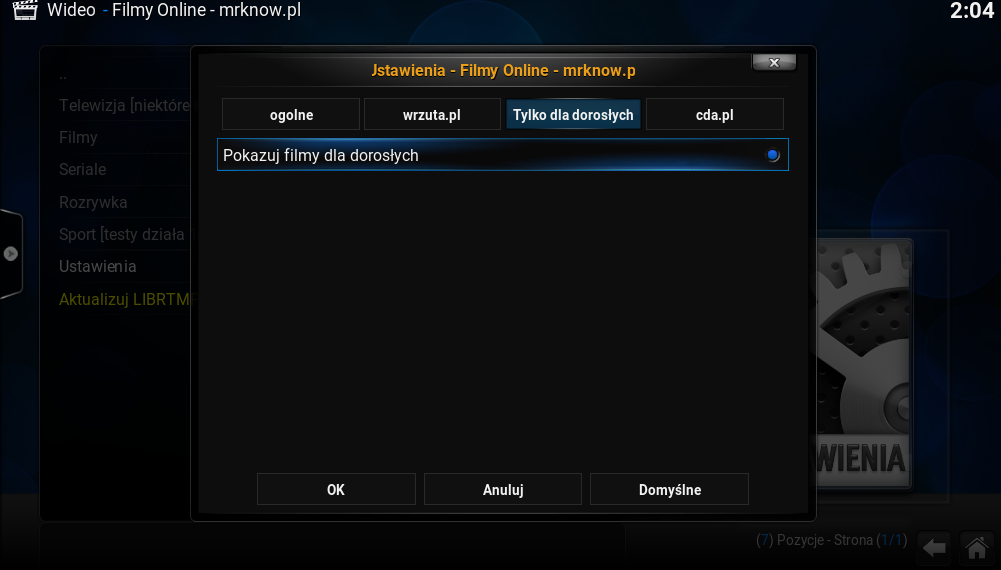 Wideo - Filmy Online - mrknow.pl
2:04
Jstawienia - Filmy Online - mrknow.p
..
Telewizja [niektóre
Filmy
Seriale
Rozrywka
Sport [testy działa
Ustawienia
Aktualizuj LIBRTM
ogolne
wrzuta.pl
Tylko dla dorosłych
cda.pl
Pokazuj filmy dla dorosłych
WIENIA
OK
Anuluj
Domyślne
(7) Pozycje - Strona (1/1)